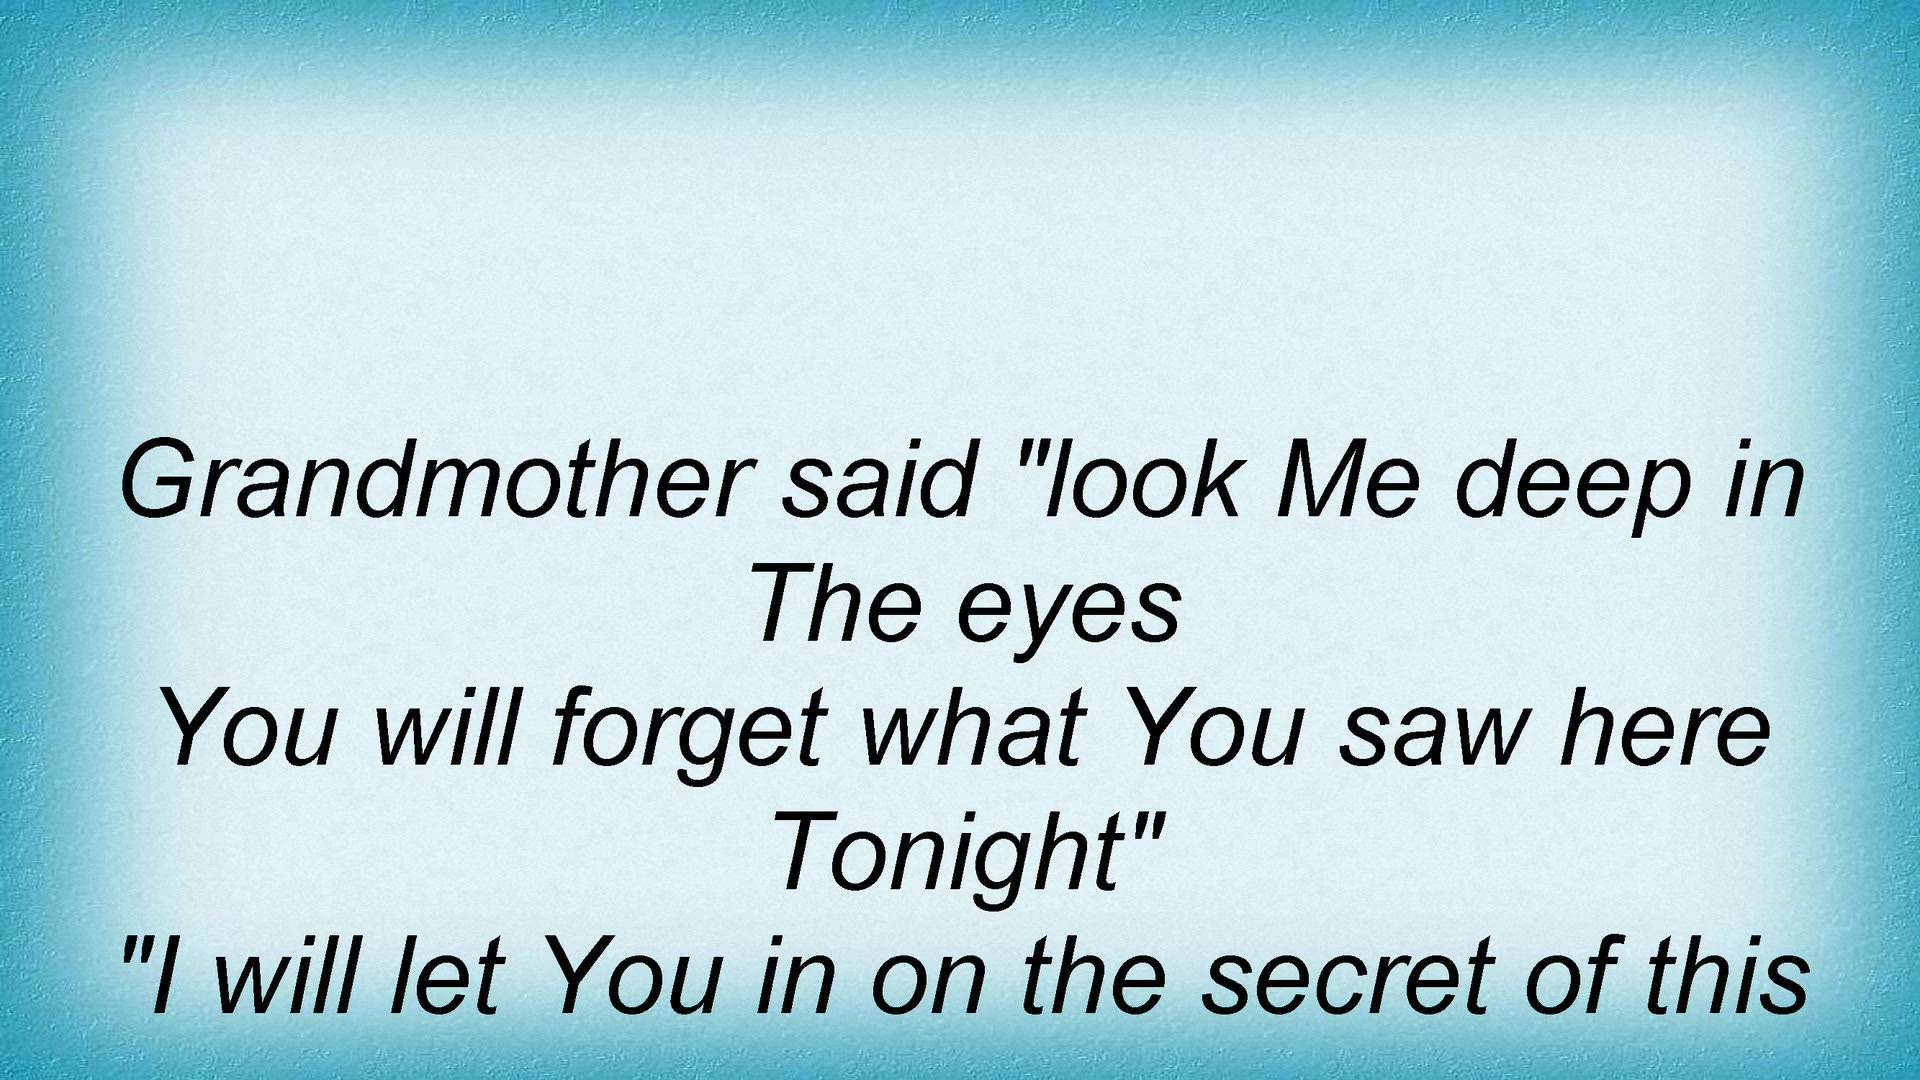 Grandmother said "look Me deep in
The eyes
You will forget what You saw here
Tonight"
"I will let You in on the secret of this